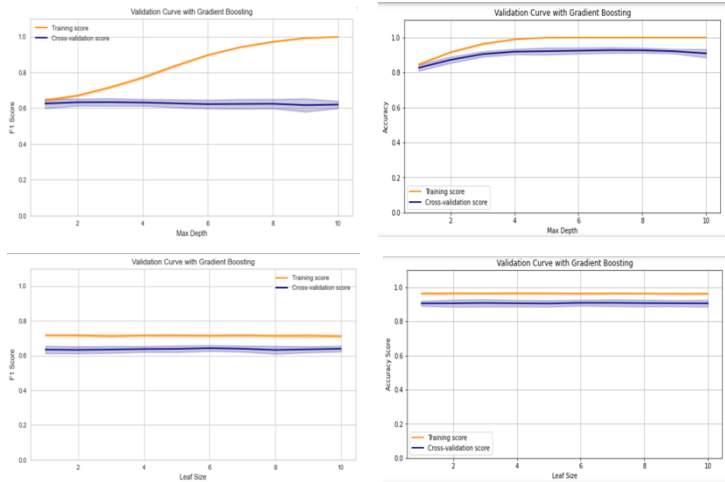 Validation Curve with Gradient Boosting
1.0
0.8
0.6
0.4
0.2
0.0
F1 Score
Training score
Cross-validation score
2
4
6
8
10
Max Depth
Validation Curve with Gradient Boosting
1.0
0.8
0.6
0.4
0.2
0.0
Accuracy
Training score
Cross-validation score
2
4
6
8
10
Max Depth
Validation Curve with Gradient Boosting
1.0
0.8
0.6
0.4
0.2
0.0
F1 Score
Training score
Cross-validation score
2
4
6
8
10
Leaf Size
Validation Curve with Gradient Boosting
1.0
0.8
0.6
0.4
0.2
0.0
Accuracy Score
Training score
Cross-validation score
2
4
6
8
10
Leaf Size